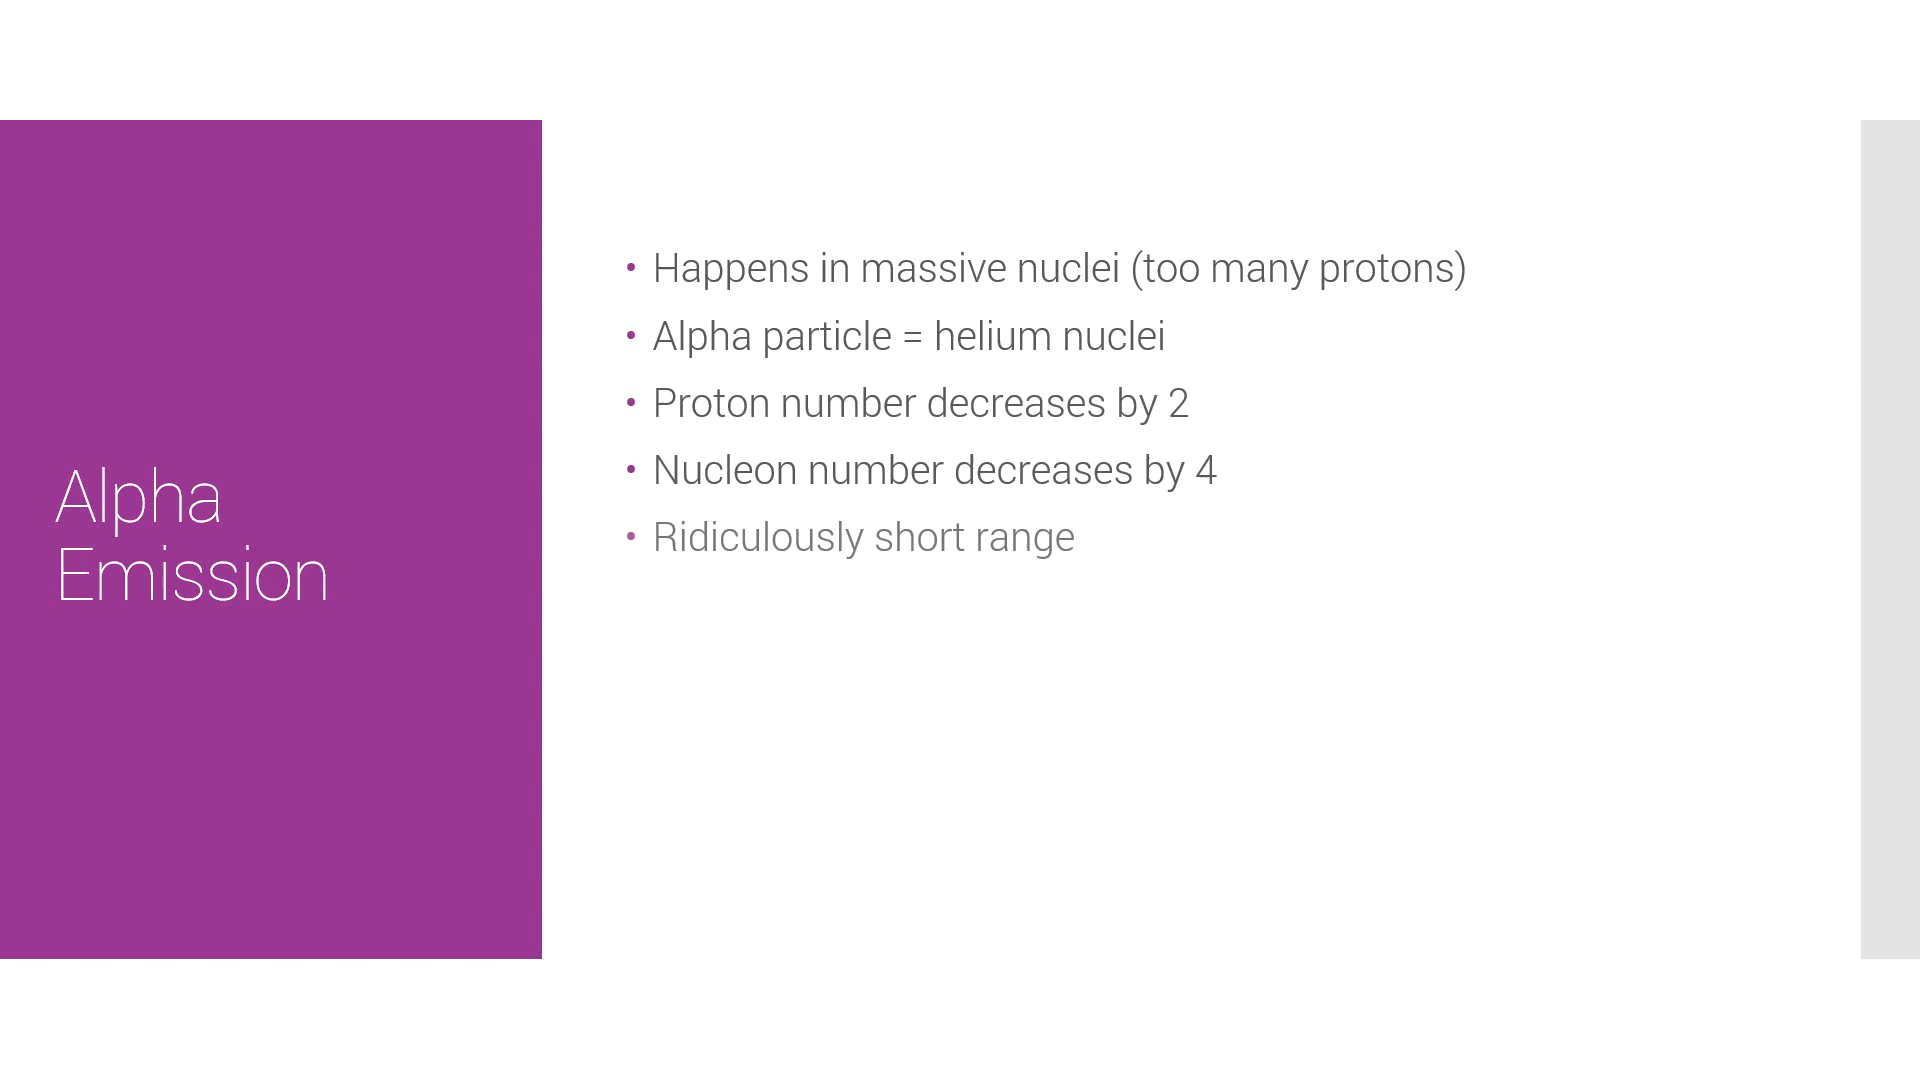 Alpha
Emission
• Happens in massive nuclei (too many protons)
• Alpha particle = helium nuclei
• Proton number decreases by 2
• Nucleon number decreases by 4
• Ridiculously short range